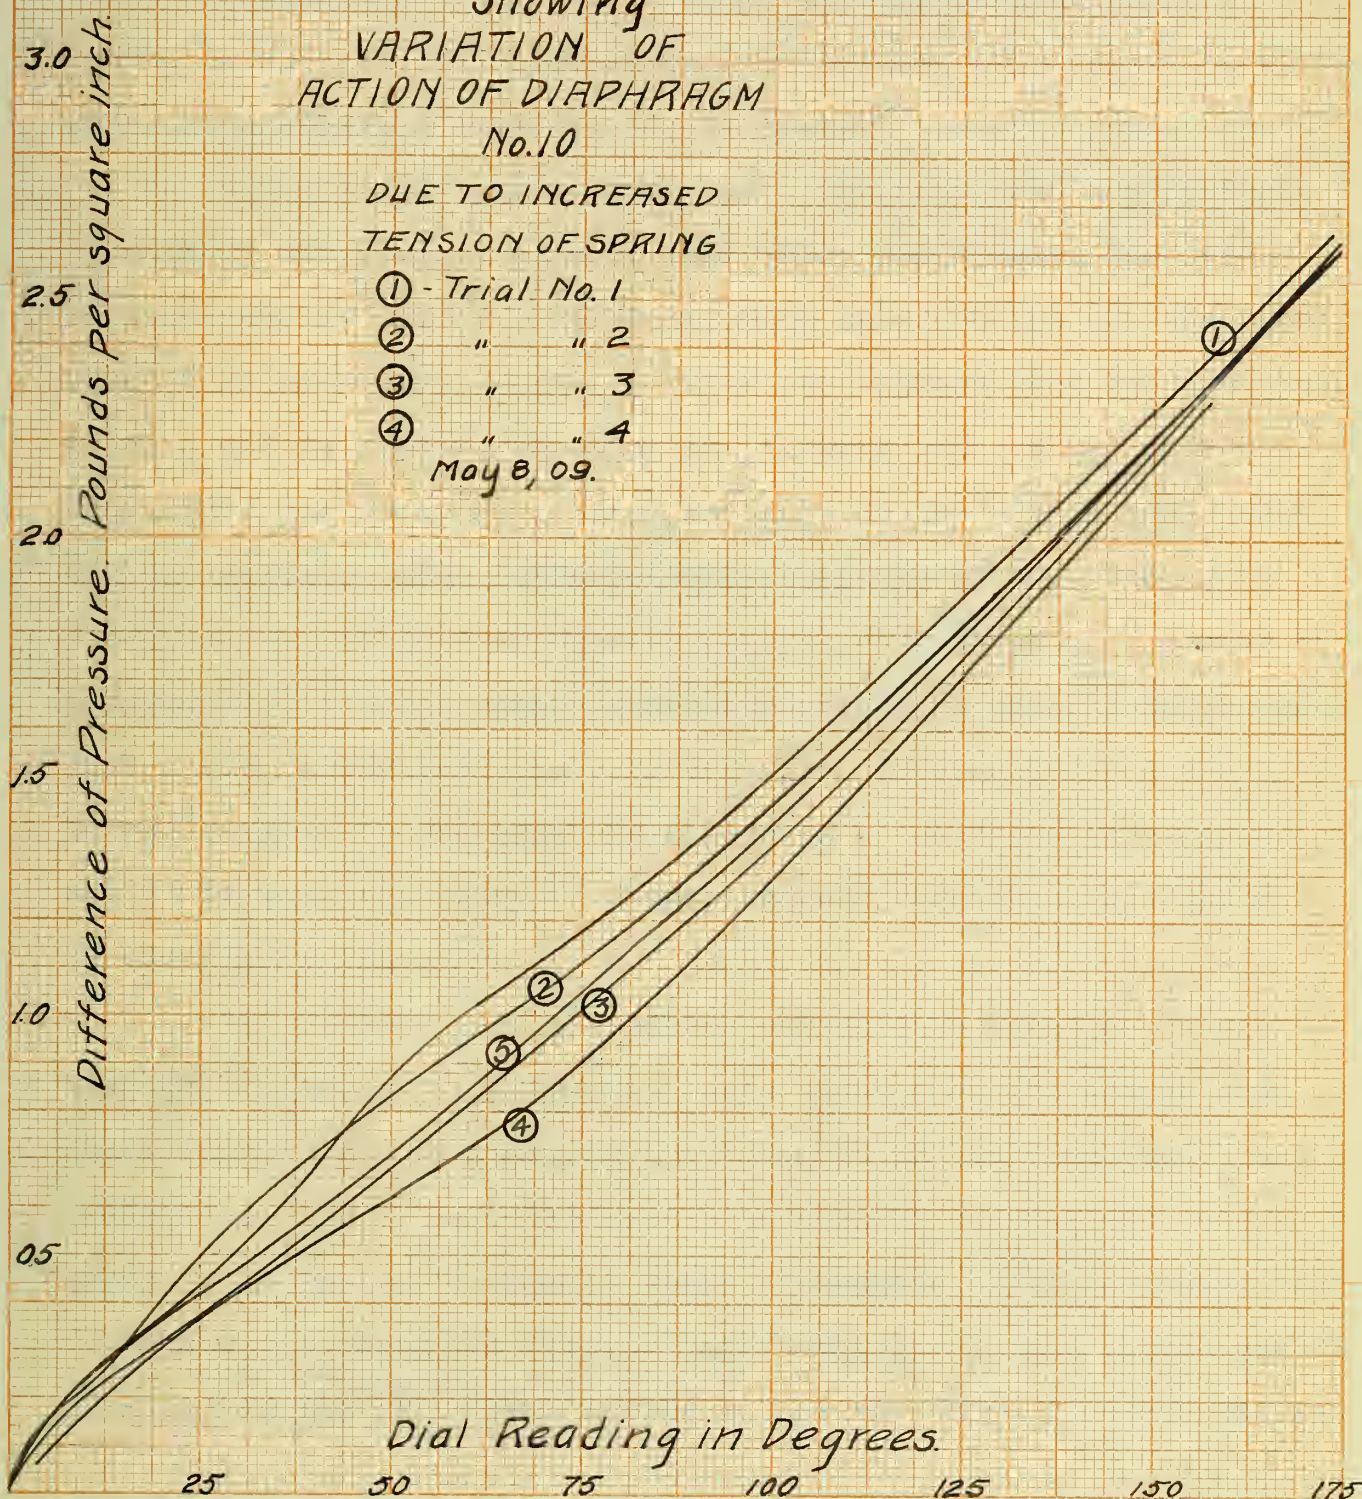 Showing
VARIATION OF
ACTION OF DIAPHRAGM
No.10
DUE TO INCREASED
TENSION OF SPRING
① - Trial No. 1
② " " 2
③ " " 3
④ " " 4
May 8, 09.
Difference of Pressure. Pounds per square inch.
3.0
2.5
2.0
1.5
1.0
05
①
②
③
⑤
④
Dial Reading in Degrees.
25 50 75 100 125 150 175